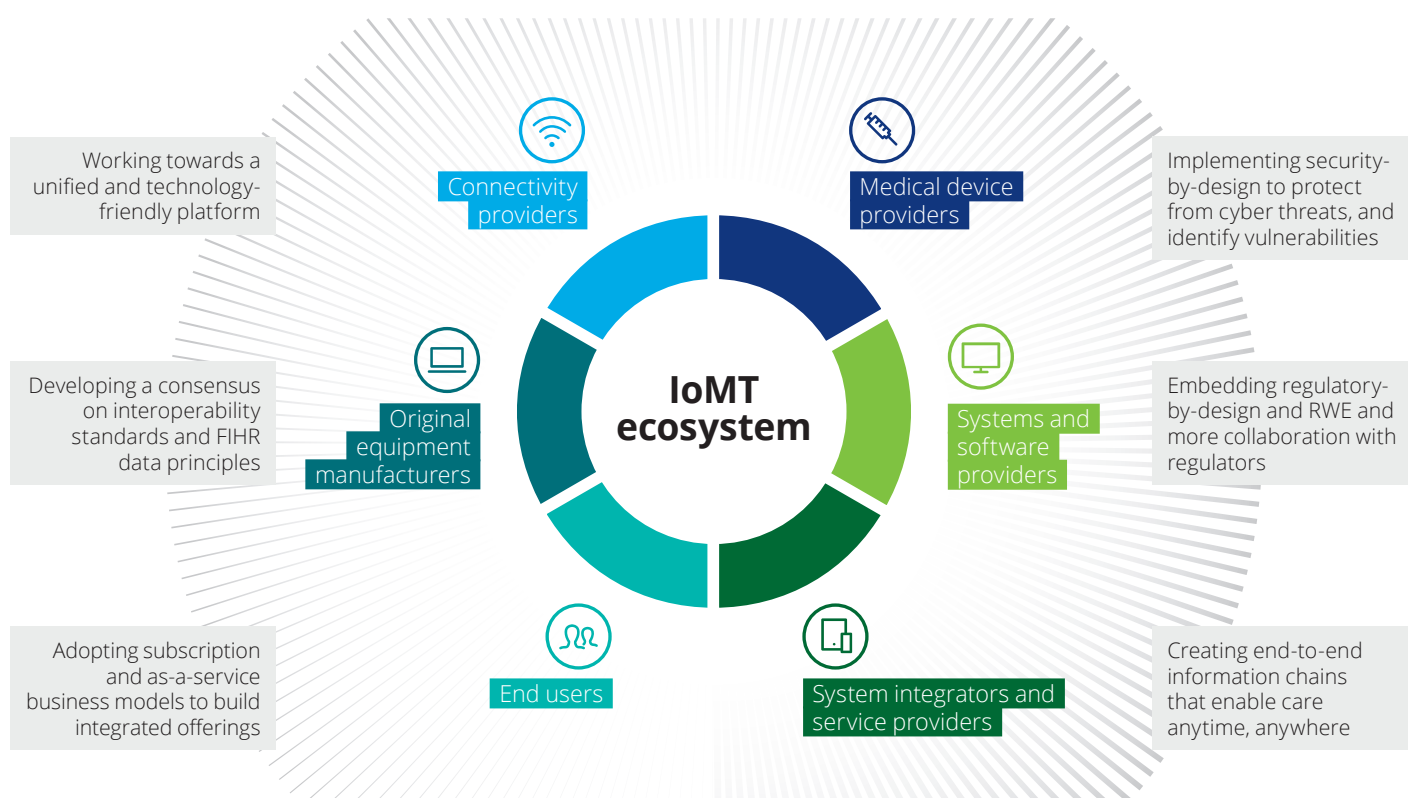 Working towards a
unified and technology-
friendly platform
Connectivity
providers
Medical device
providers
Implementing security-
by-design to protect
from cyber threats, and
identify vulnerabilities
Developing a consensus
on interoperability
standards and FIHR
data principles
Original
equipment
manufacturers
IoMT
ecosystem
Systems and
software
providers
Embedding regulatory-
by-design and RWE and
more collaboration with
regulators
Adopting subscription
and as-a-service
business models to build
integrated offerings
End users
System integrators and
service providers
Creating end-to-end
information chains
that enable care
anytime, anywhere